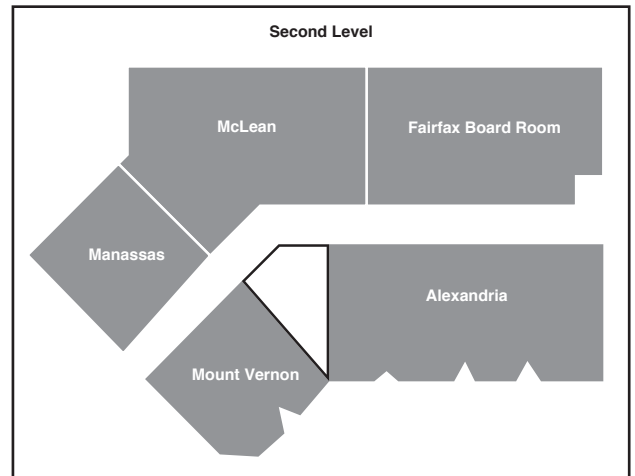 Second Level
McLean
Fairfax Board Room
Manassas
Alexandria
Mount Vernon